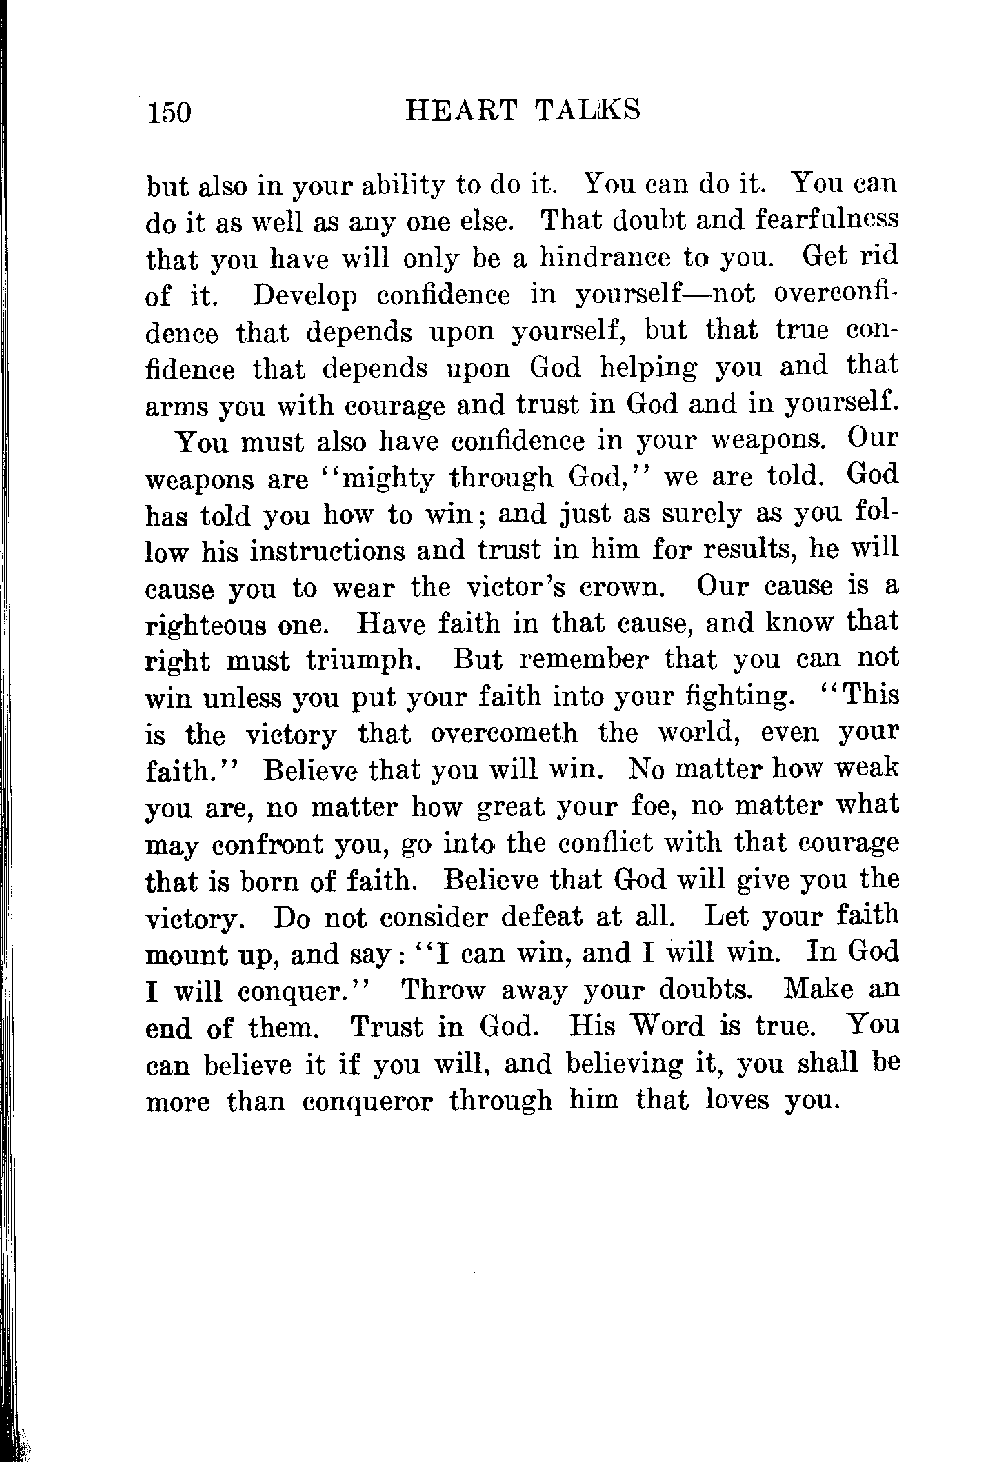 150 HEART TALKS
but also in your ability to do it. You can do it. You can
do it as well as any one else. That doubt and fearfulness
that you have will only be a hindrance to you. Get rid
of it. Develop confidence in yourself—not overconfi-
dence that depends upon yourself, but that true con-
fidence that depends upon God helping you and that
arms you with courage and trust in God and in yourself.
You must also have confidence in your weapons. Our
weapons are "mighty through God," we are told. God
has told you how to win; and just as surely as you fol-
low his instructions and trust in him for results, he will
cause you to wear the victor's crown. Our cause is a
righteous one. Have faith in that cause, and know that
right must triumph. But remember that you can not
win unless you put your faith into your fighting. "This
is the victory that overcometh the world, even your
faith." Believe that you will win. No matter how weak
you are, no matter how great your foe, no matter what
may confront you, go into the conflict with that courage
that is born of faith. Believe that God will give you the
victory. Do not consider defeat at all. Let your faith
mount up, and say: "I can win, and I will win. In God
I will conquer." Throw away your doubts. Make an
end of them. Trust in God. His Word is true. You
can believe it if you will, and believing it, you shall be
more than conqueror through him that loves you.